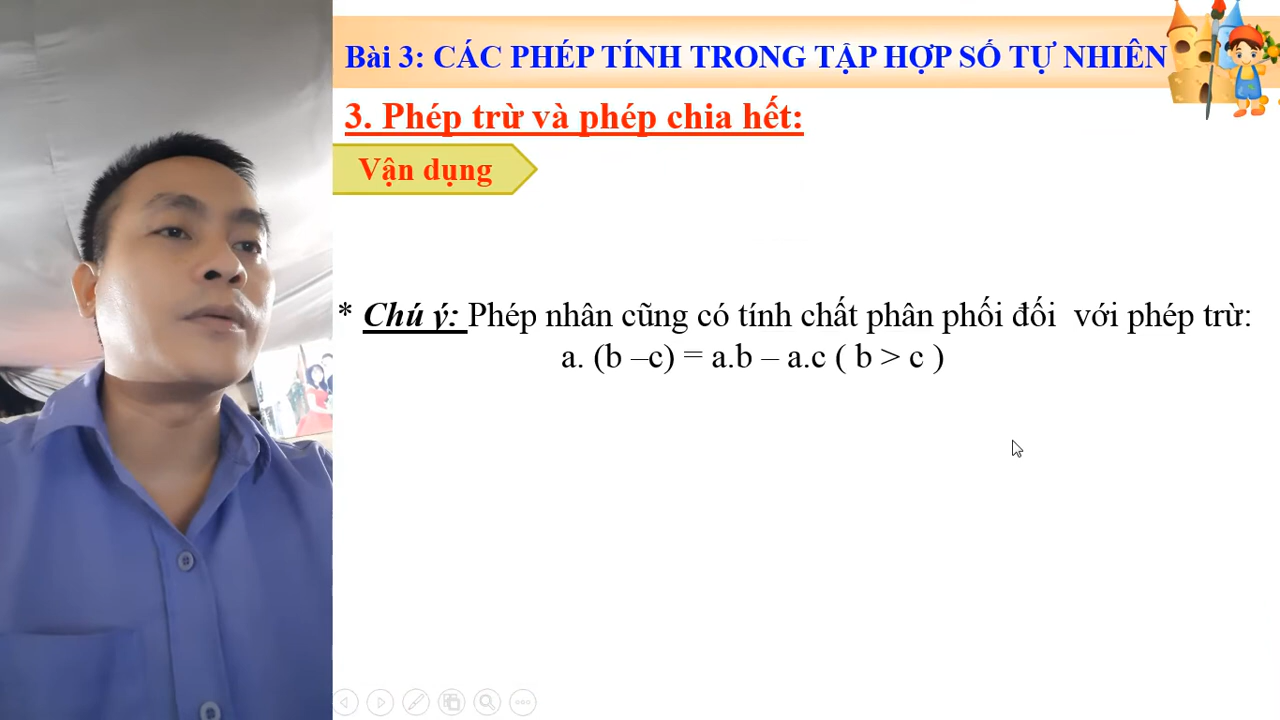 Bài 3: CÁC PHÉP TÍNH TRONG TẬP HỢP SỐ TỰ NHIÊN
3. Phép trừ và phép chia hết:
Vận dụng
* Chú ý: Phép nhân cũng có tính chất phân phối đối với phép trừ:
a. (b –c) = a.b – a.c ( b > c )